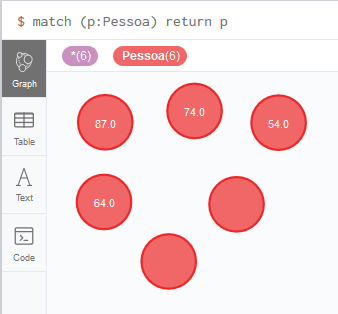 $ match (p:Pessoa) return p
*(6) Pessoa(6)
Graph
87.0 74.0 54.0
Table
Text
64.0
Code